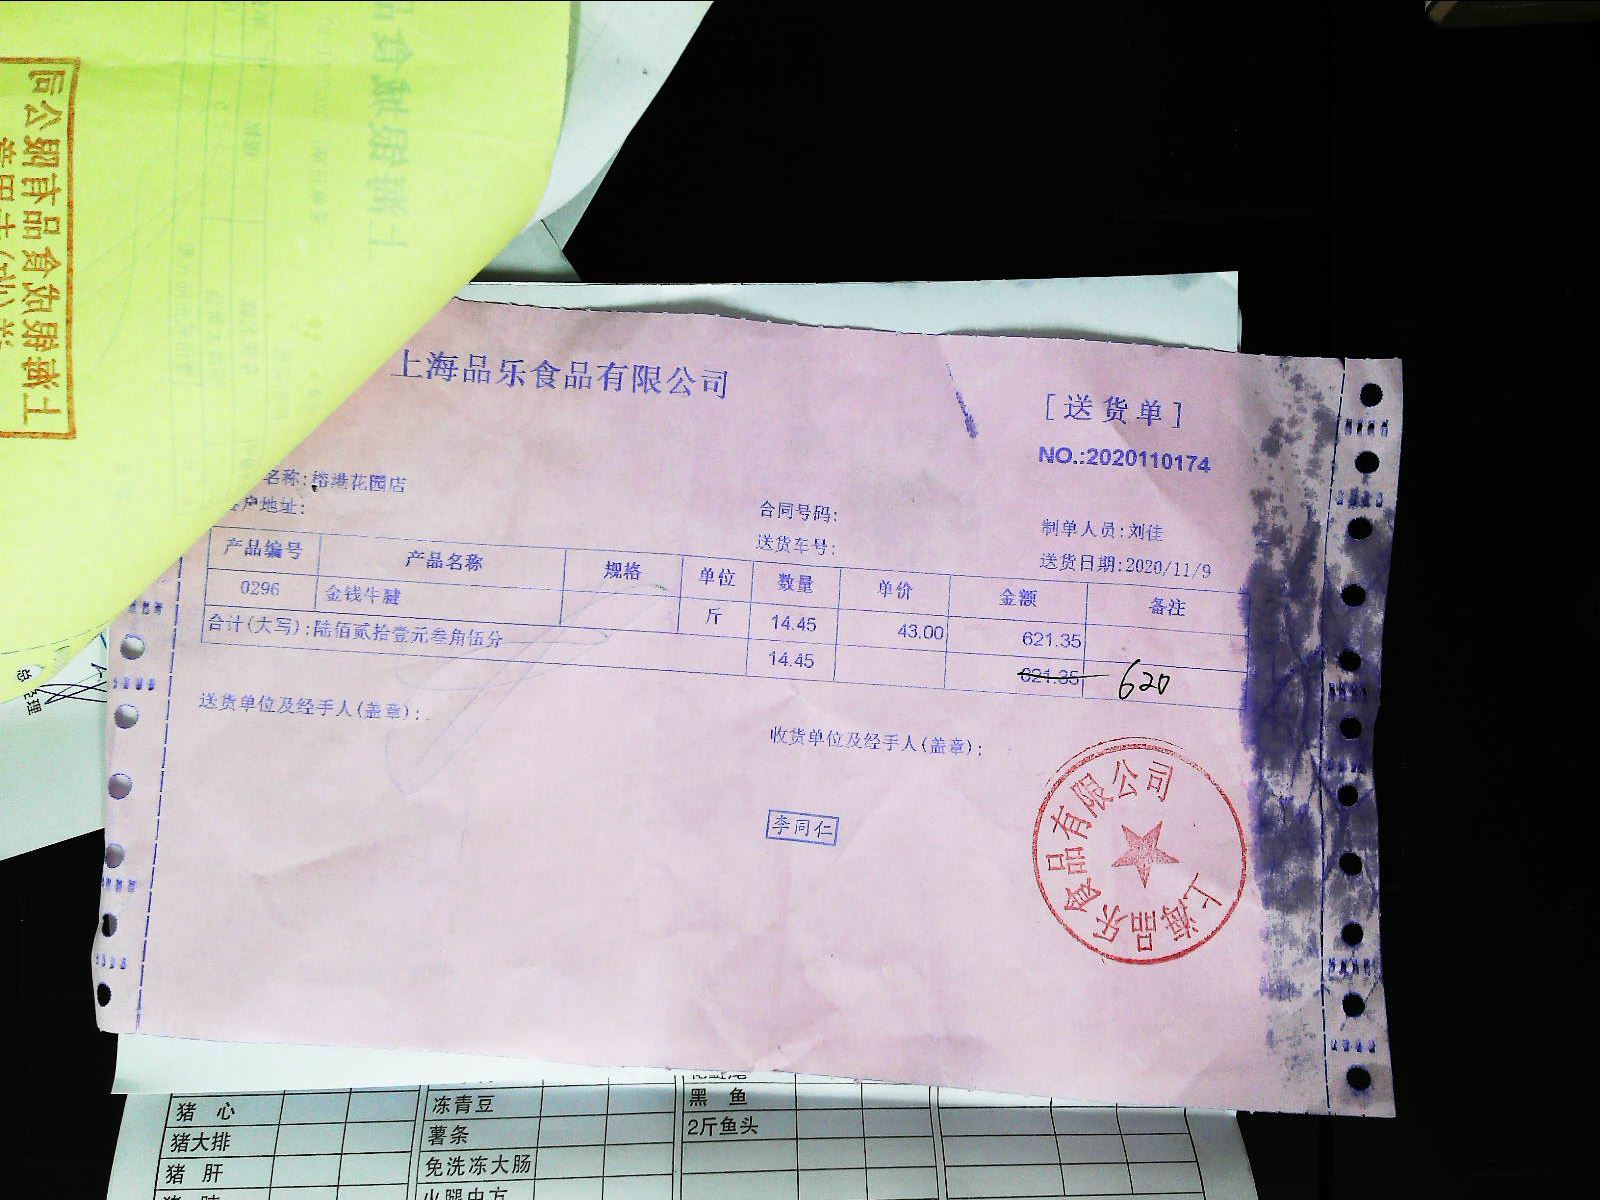 上海品乐食品有限公司
[送货单]
NO.:2020110174
名称:榕港花园店
户地址:
合同号码:
制单人员:刘佳
送货车号:
送货日期:2020/11/9
产品编号 产品名称 规格 单位 数量 单价 金额 备注
0296 金钱牛腱 斤 14.45 43.00 621.35
合计(大写):陆佰贰拾壹元叁角伍分 14.45 621.35 620
送货单位及经手人(盖章):
收货单位及经手人(盖章):
李同仁
上海品乐食品有限公司
猪心 冻青豆 黑鱼
猪大排 薯条 2斤鱼头
猪肝 免洗冻大肠